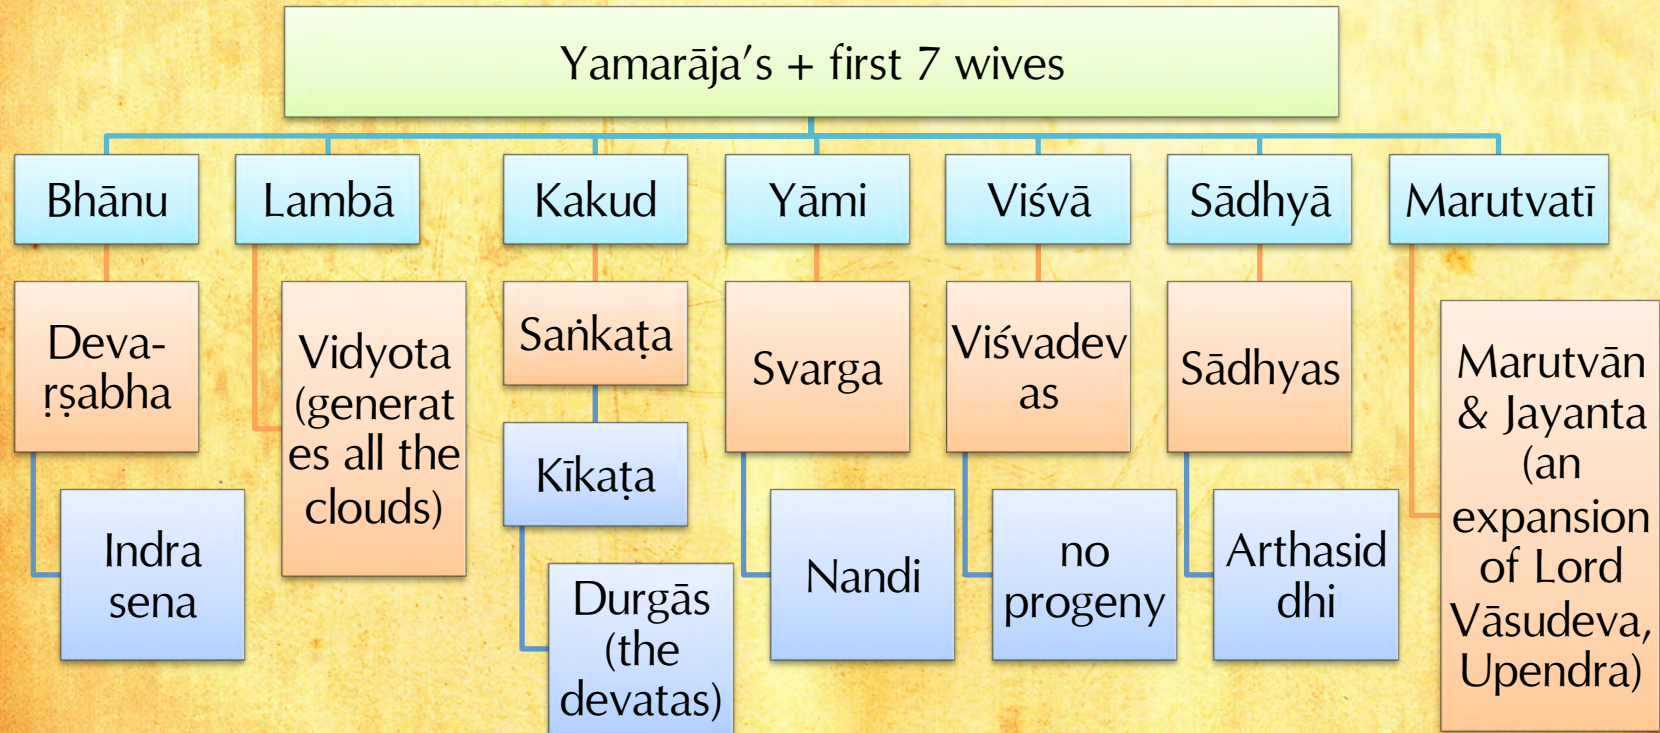 Yamarāja’s + first 7 wives
Bhānu
Lambā
Kakud
Yāmi
Viśvā
Sādhyā
Marutvatī
Deva-
ṛṣabha
Indra
sena
Vidyota
(generat
es all the
clouds)
Saṅkaṭa
Kīkaṭa
Durgās
(the
devatas)
Svarga
Nandi
Viśvadev
as
no
progeny
Sādhyas
Arthasid
dhi
Marutvān
& Jayanta
(an
expansion
of Lord
Vāsudeva,
Upendra)